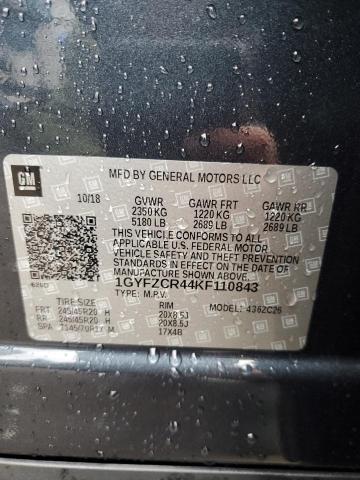 GM
MFD BY GENERAL MOTORS LLC
10/18 GVWR GAWR FRT GAWR RR
2350 KG 1220 KG 1220 KG
5180 LB 2689 LB 2689 LB
THIS VEHICLE CONFORMS TO ALL
APPLICABLE U.S. FEDERAL MOTOR
VEHICLE SAFETY AND THEFT
PREVENTION STANDARDS IN EFFECT
ON THE DATE OF MANUFACTURE
SHOWN ABOVE.
1GYFZCR44KF110843
TYPE: M.P.V.
TIRE SIZE RIM MODEL: 4362C26
FRT 245/45R20 H 20X8.5J
RR 245/45R20 H 20X8.5J
SPA M 17X4B